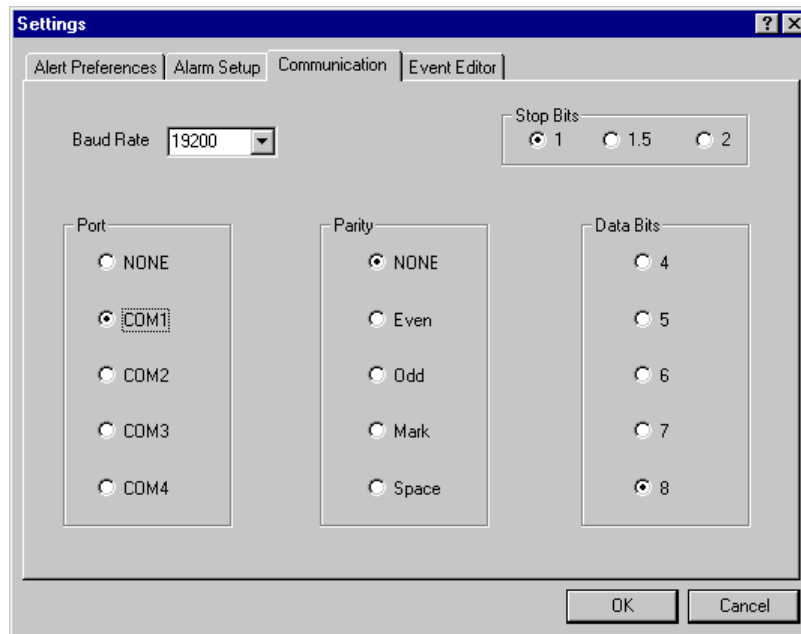 Settings
Alert Preferences
Alarm Setup
Communication
Event Editor
Baud Rate
19200
Stop Bits
1
1.5
2
Port
NONE
COM1
COM2
COM3
COM4
Parity
NONE
Even
Odd
Mark
Space
Data Bits
4
5
6
7
8
OK
Cancel